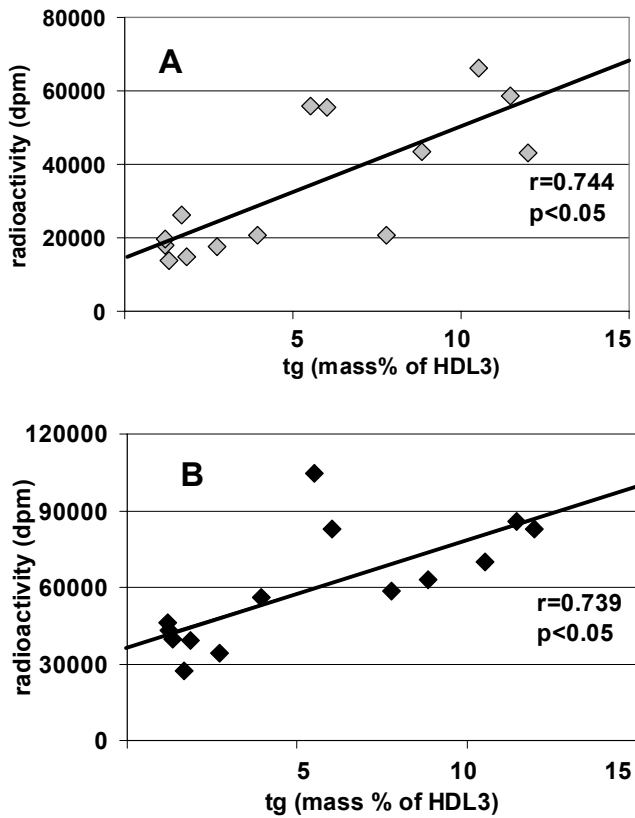 80000
A
60000
radioactivity (dpm)
40000
r=0.744
p<0.05
20000
0
5
10
15
tg (mass% of HDL3)
120000
B
90000
radioactivity (dpm)
60000
r=0.739
p<0.05
30000
0
5
10
15
tg (mass % of HDL3)